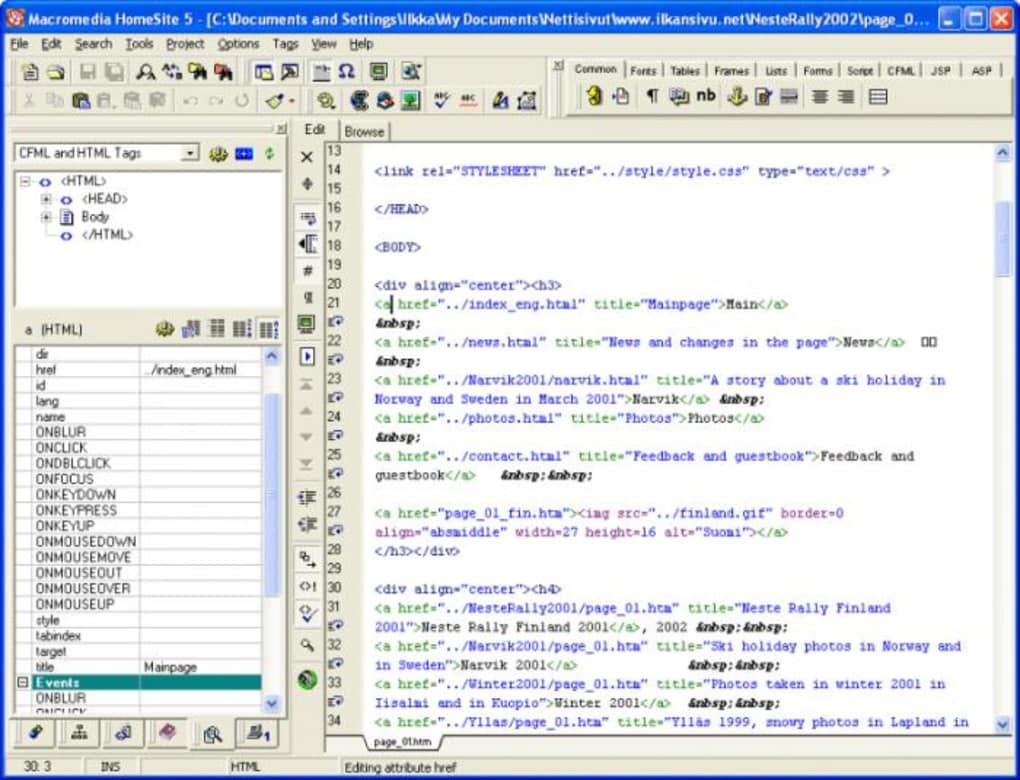 Macromedia HomeSite 5 - [C:\Documents and Settings\Ilkka\My Documents\Nettisivut\www.ilkansivu.net\NesteRally2002\page_0...
File Edit Search Tools Project Options Tags View Help
Common Fonts Tables Frames Lists Forms Script CFML JSP ASP
nb
Edit Browse
CFML and HTML Tags
<HTML>
<HEAD>
Body
</HTML>
a (HTML)
dir
href ../index_eng.html
id
lang
name
ONBLUR
ONCLICK
ONDBLCLICK
ONFOCUS
ONKEYDOWN
ONKEYPRESS
ONKEYUP
ONMOUSEDOWN
ONMOUSEMOVE
ONMOUSEOUT
ONMOUSEOVER
ONMOUSEUP
style
tabindex
target
title Mainpage
Events
ONBLUR
ONCLICK
13
14 <link rel="STYLESHEET" href="../style/style.css" type="text/css" >
15
16 </HEAD>
17
18 <BODY>
19
20 <div align="center"><h3>
21 <a href="../index_eng.html" title="Mainpage">Main</a>
&nbsp;
22 <a href="../news.html" title="News and changes in the page">News</a>
&nbsp;
23 <a href="../Narvik2001/narvik.html" title="A story about a ski holiday in
Norway and Sweden in March 2001">Narvik</a> &nbsp;
24 <a href="../photos.html" title="Photos">Photos</a>
&nbsp;
25 <a href="../contact.html" title="Feedback and guestbook">Feedback and
guestbook</a> &nbsp;&nbsp;
26
27 <a href="page_01_fin.htm"><img src="../finland.gif" border=0
align="absmiddle" width=27 height=16 alt="Suomi"></a>
28 </h3></div>
29
30 <div align="center"><h4>
31 <a href="../NesteRally2001/page_01.htm" title="Neste Rally Finland
2001">Neste Rally Finland 2001</a>, 2002 &nbsp;&nbsp;
32 <a href="../Narvik2001/page_01.htm" title="Ski holiday photos in Norway and
in Sweden">Narvik 2001</a> &nbsp;&nbsp;
33 <a href="../Winter2001/page_01.htm" title="Photos taken in winter 2001 in
Iisalmi and in Kuopio">Winter 2001</a> &nbsp;&nbsp;
34 <a href="../Yllas/page_01.htm" title="Ylläs 1999, snowy photos in Lapland in
page_01.htm
30: 3 INS HTML Editing attribute href